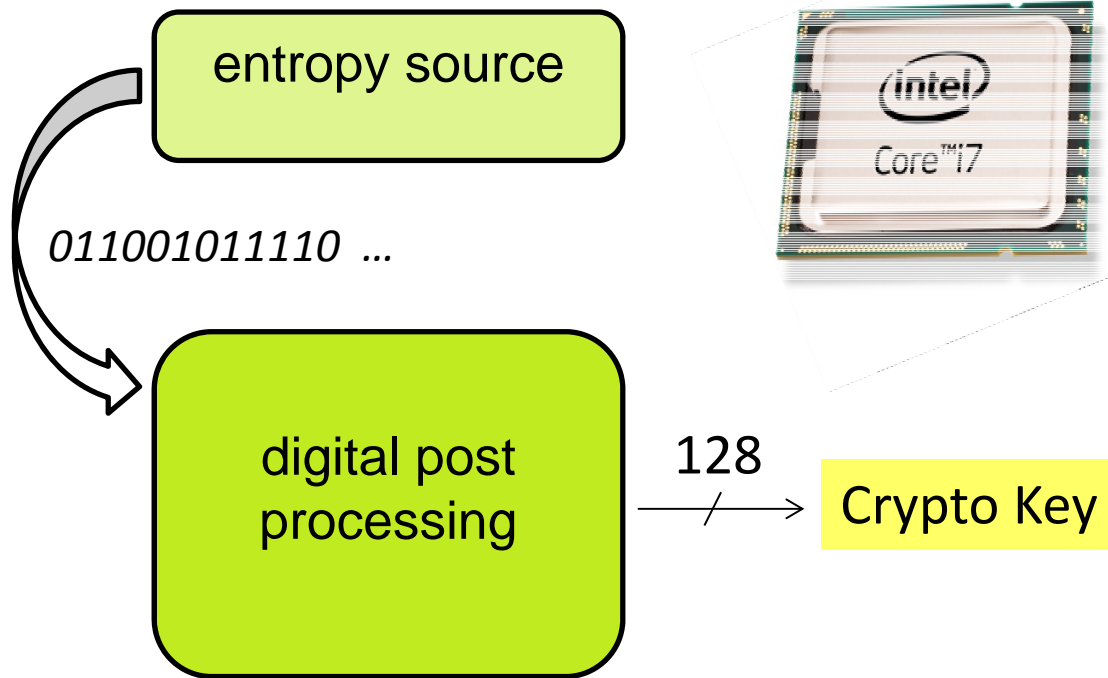 entropy source
intel
Core™i7
011001011110 ...
digital post
processing
128
Crypto Key